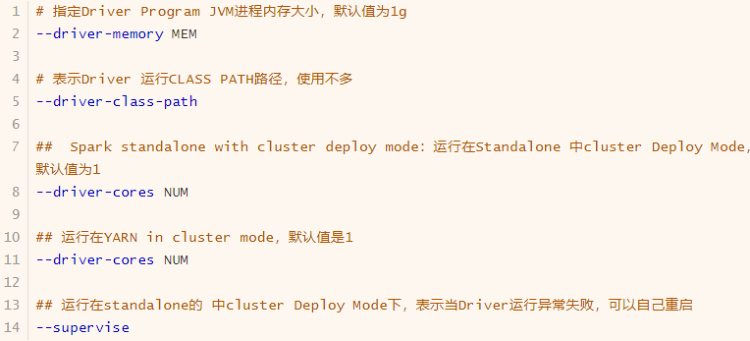 1 # 指定Driver Program JVM进程内存大小，默认值为1g
2 --driver-memory MEM
3
4 # 表示Driver 运行CLASS PATH路径，使用不多
5 --driver-class-path
6
7 ##  Spark standalone with cluster deploy mode：运行在Standalone 中cluster Deploy Mode，
默认值为1
8 --driver-cores NUM
9
10 ## 运行在YARN in cluster mode，默认值是1
11 --driver-cores NUM
12
13 ## 运行在standalone的 中cluster Deploy Mode下，表示当Driver运行异常失败，可以自己重启
14 --supervise